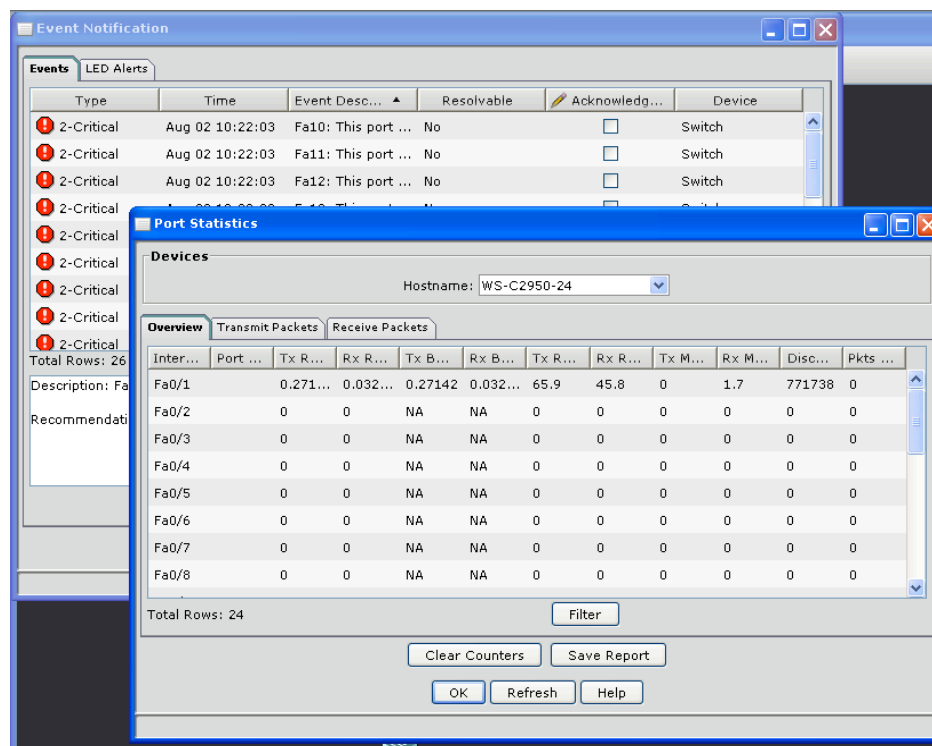 Event Notification
Events LED Alerts
Type Time Event Desc... Resolvable Acknowledg... Device
2-Critical Aug 02 10:22:03 Fa10: This port ... No Switch
2-Critical Aug 02 10:22:03 Fa11: This port ... No Switch
2-Critical Aug 02 10:22:03 Fa12: This port ... No Switch
2-Critical
2-Critical
2-Critical
2-Critical
2-Critical
2-Critical
Total Rows: 26
Description: Fa
Recommendati
Port Statistics
Devices
Hostname: WS-C2950-24
Overview Transmit Packets Receive Packets
Inter... Port ... Tx R... Rx R... Tx B... Rx B... Tx R... Rx R... Tx M... Rx M... Disc... Pkts ...
Fa0/1 0.271... 0.032... 0.27142 0.032... 65.9 45.8 0 1.7 771738 0
Fa0/2 0 0 NA NA 0 0 0 0 0 0
Fa0/3 0 0 NA NA 0 0 0 0 0 0
Fa0/4 0 0 NA NA 0 0 0 0 0 0
Fa0/5 0 0 NA NA 0 0 0 0 0 0
Fa0/6 0 0 NA NA 0 0 0 0 0 0
Fa0/7 0 0 NA NA 0 0 0 0 0 0
Fa0/8 0 0 NA NA 0 0 0 0 0 0
Total Rows: 24
Filter
Clear Counters Save Report
OK Refresh Help